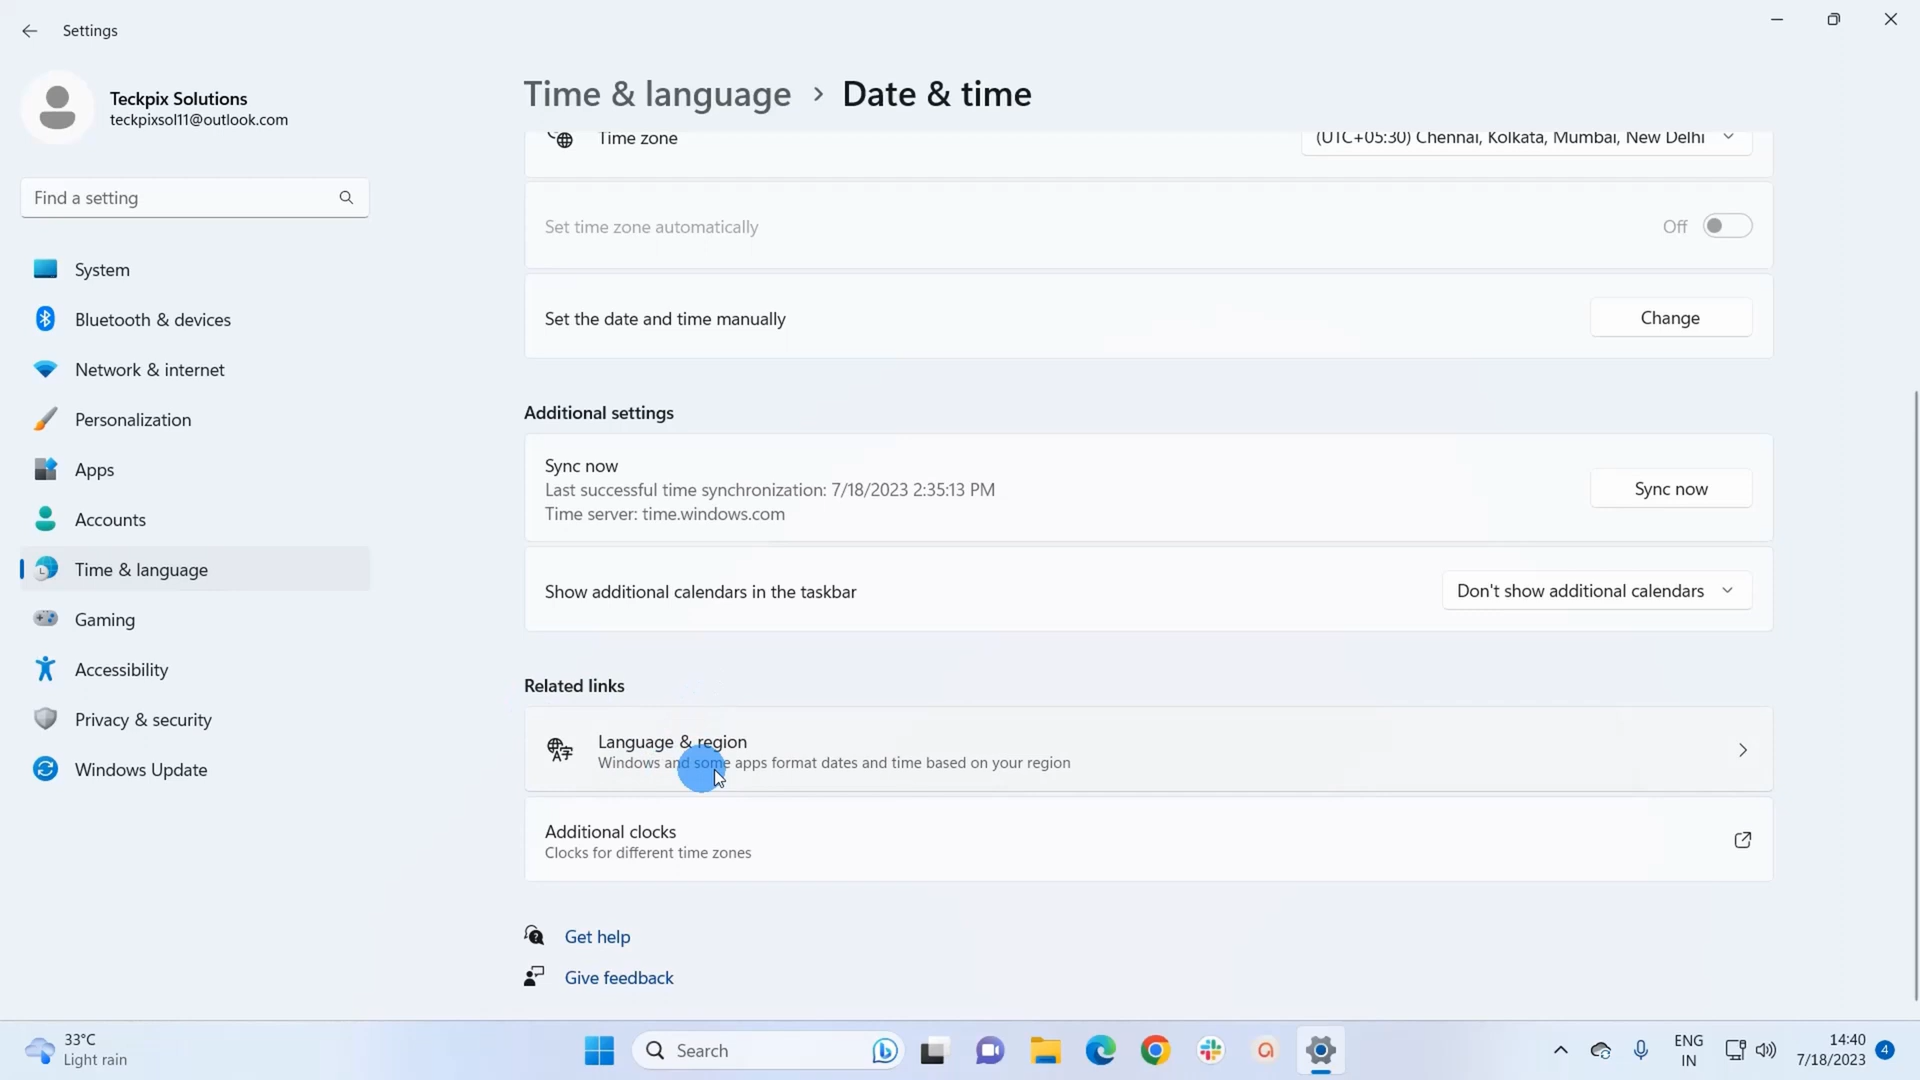 Settings
Teckpix Solutions
teckpixsol11@outlook.com
Find a setting
System
Bluetooth & devices
Network & internet
Personalization
Apps
Accounts
Time & language
Gaming
Accessibility
Privacy & security
Windows Update
Time & language > Date & time
Time zone
(UTC+05:30) Chennai, Kolkata, Mumbai, New Delhi
Set time zone automatically
Off
Set the date and time manually
Change
Additional settings
Sync now
Last successful time synchronization: 7/18/2023 2:35:13 PM
Time server: time.windows.com
Sync now
Show additional calendars in the taskbar
Don't show additional calendars
Related links
Language & region
Windows and some apps format dates and time based on your region
Additional clocks
Clocks for different time zones
Get help
Give feedback
33°C
Light rain
Search
ENG
IN
14:40
7/18/2023
4